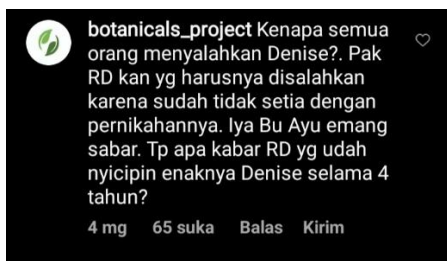 botanicals_project Kenapa semua
orang menyalahkan Denise?. Pak
RD kan yg harusnya disalahkan
karena sudah tidak setia dengan
pernikahannya. Iya Bu Ayu emang
sabar. Tp apa kabar RD yg udah
nyicipin enaknya Denise selama 4
tahun?
4 mg 65 suka Balas Kirim